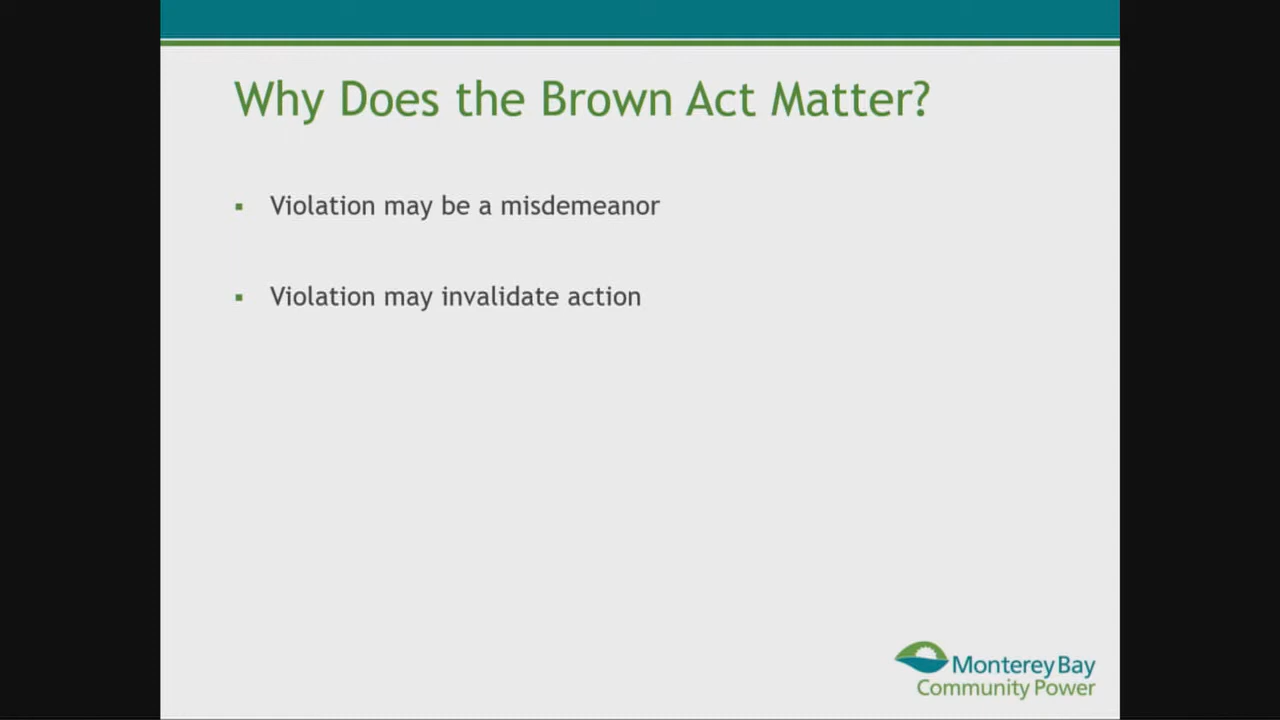 Why Does the Brown Act Matter?
Violation may be a misdemeanor
Violation may invalidate action
Monterey Bay
Community Power